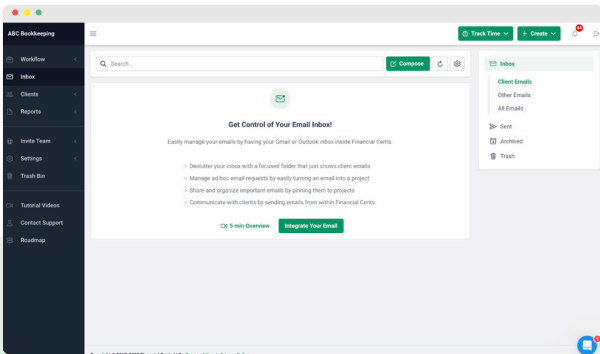 ABC Bookkeeping
Track Time
+ Create
Workflow
Inbox
Clients
Reports
Invite Team
Settings
Trash Bin
Tutorial Videos
Contact Support
Roadmap
Search...
Compose
Get Control of Your Email Inbox!
Easily manage your emails by having your Gmail or Outlook inbox inside Financial Cents.
Declutter your inbox with a focused folder that just shows client emails
Manage ad-hoc email requests by easily turning an email into a project
Share and organize important emails by pinning them to projects
Communicate with clients by sending emails from within Financial Cents
5 min Overview
Integrate Your Email
Inbox
Client Emails
Other Emails
All Emails
Sent
Archived
Trash